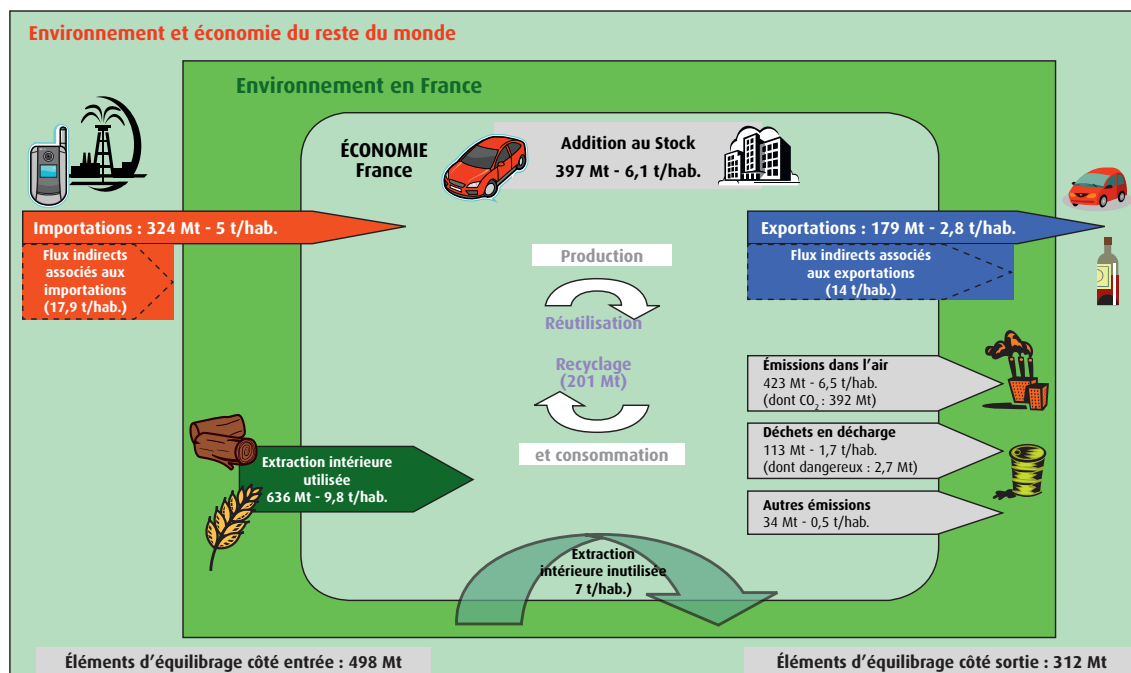 Environnement et économie du reste du monde
Environnement en France
ÉCONOMIE
France
Addition au Stock
397 Mt - 6,1 t/hab.
Importations : 324 Mt - 5 t/hab.
Flux indirects
associés aux
importations
(17,9 t/hab.)
Exportations : 179 Mt - 2,8 t/hab.
Flux indirects associés
aux exportations
(14 t/hab.)
Production
Réutilisation
Recyclage
(201 Mt)
et consommation
Émissions dans l'air
423 Mt - 6,5 t/hab.
(dont CO2 : 392 Mt)
Déchets en décharge
113 Mt - 1,7 t/hab.
(dont dangereux : 2,7 Mt)
Autres émissions
34 Mt - 0,5 t/hab.
Extraction intérieure
utilisée
636 Mt - 9,8 t/hab.
Extraction
intérieure inutilisée
7 t/hab.)
Éléments d'équilibrage côté entrée : 498 Mt
Éléments d'équilibrage côté sortie : 312 Mt